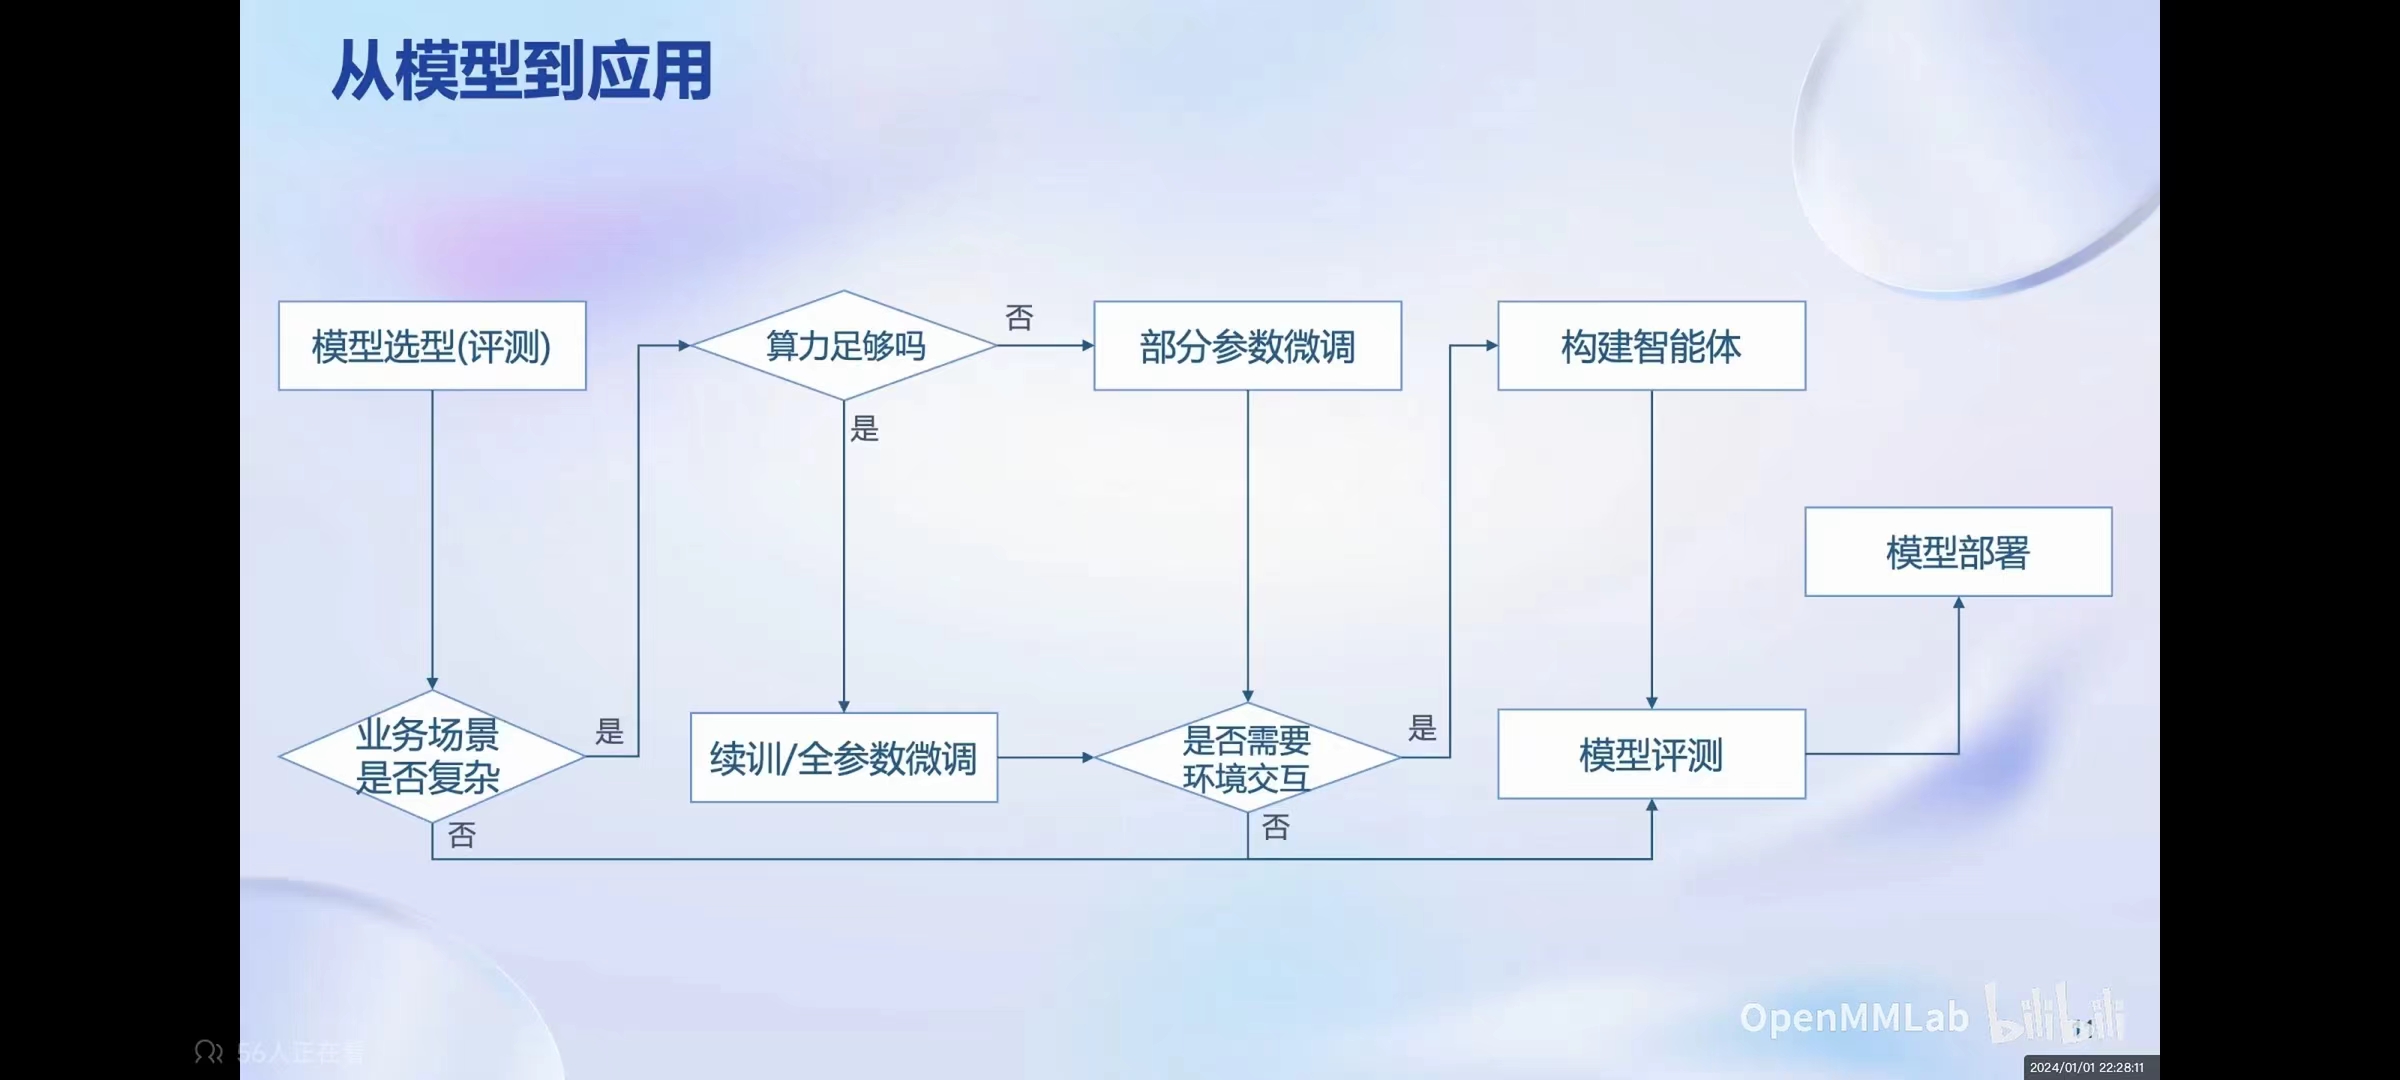 从模型到应用
模型选型(评测)
算力足够吗
否
部分参数微调
构建智能体
是
模型部署
业务场景
是否复杂
是
续训/全参数微调
是否需要
环境交互
是
模型评测
否
否
OpenMMLab bilibili
56人正在看
2024/01/01 22:28:11